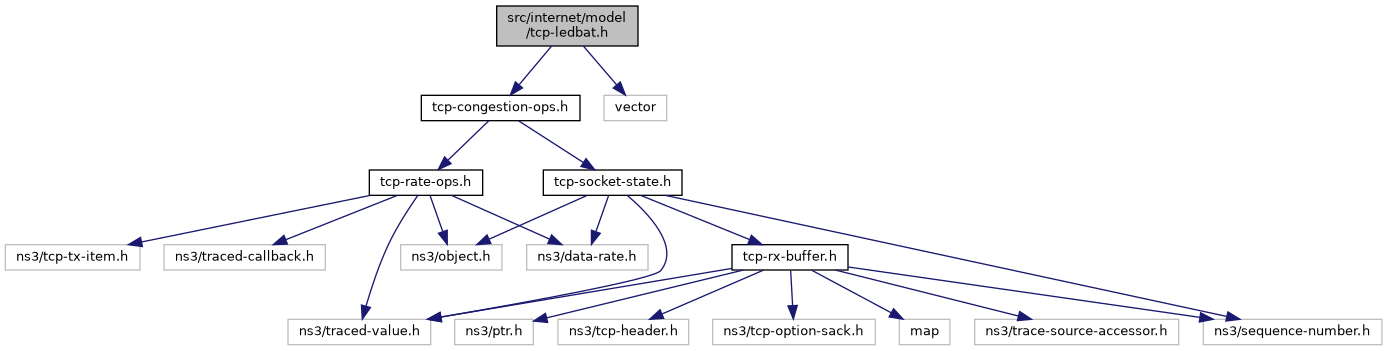 src/internet/model
/tcp-ledbat.h
tcp-congestion-ops.h
vector
tcp-rate-ops.h
tcp-socket-state.h
ns3/tcp-tx-item.h
ns3/traced-callback.h
ns3/object.h
ns3/data-rate.h
tcp-rx-buffer.h
ns3/traced-value.h
ns3/ptr.h
ns3/tcp-header.h
ns3/tcp-option-sack.h
map
ns3/trace-source-accessor.h
ns3/sequence-number.h